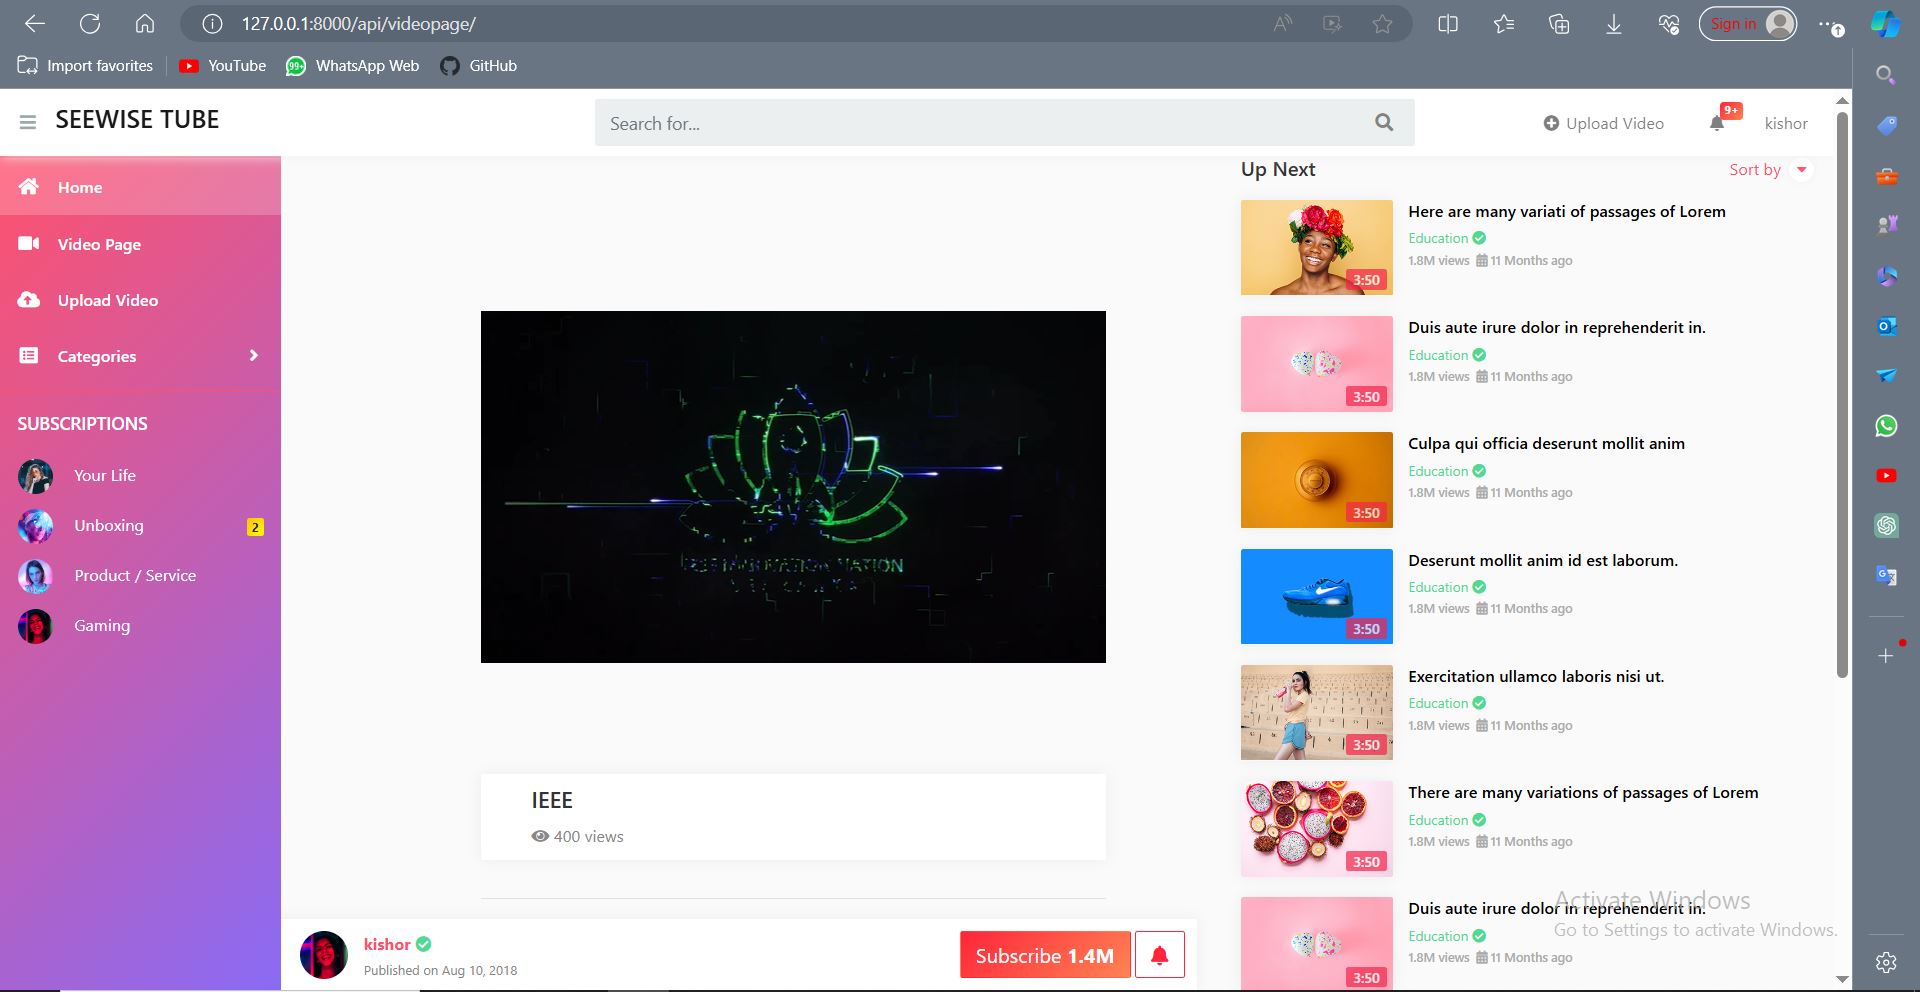 127.0.0.1:8000/api/videopage/
Sign in
Import favorites
YouTube
99+
WhatsApp Web
GitHub
SEEWISE TUBE
Search for...
Upload Video
9+
kishor
Home
Video Page
Upload Video
Categories
SUBSCRIPTIONS
Your Life
Unboxing
2
Product / Service
Gaming
IEEE
400 views
kishor
Published on Aug 10, 2018
Subscribe 1.4M
Up Next
Sort by
Here are many variati of passages of Lorem
Education
1.8M views 11 Months ago
3:50
Duis aute irure dolor in reprehenderit in.
Education
1.8M views 11 Months ago
3:50
Culpa qui officia deserunt mollit anim
Education
1.8M views 11 Months ago
3:50
Deserunt mollit anim id est laborum.
Education
1.8M views 11 Months ago
3:50
Exercitation ullamco laboris nisi ut.
Education
1.8M views 11 Months ago
3:50
There are many variations of passages of Lorem
Education
1.8M views 11 Months ago
3:50
Duis aute irure dolor in reprehenderit in.
Education
1.8M views 11 Months ago
3:50
Activate Windows
Go to Settings to activate Windows.